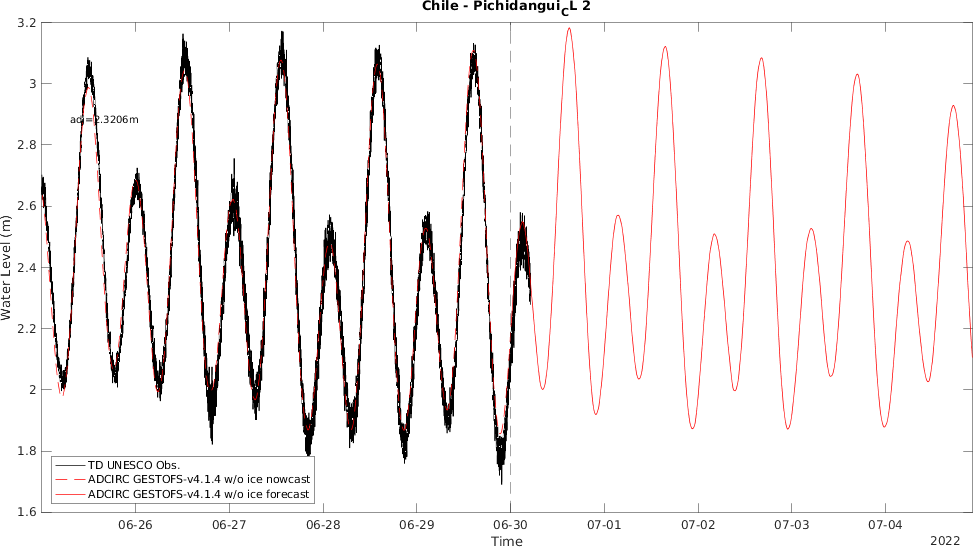 Chile - Pichidangui_CL 2
3.2
3
2.8
2.6
2.4
2.2
2
1.8
1.6
Water Level (m)
adj=2.3206m
TD UNESCO Obs.
ADCIRC GESTOFS-v4.1.4 w/o ice nowcast
ADCIRC GESTOFS-v4.1.4 w/o ice forecast
06-26 06-27 06-28 06-29 06-30 07-01 07-02 07-03 07-04
Time
2022